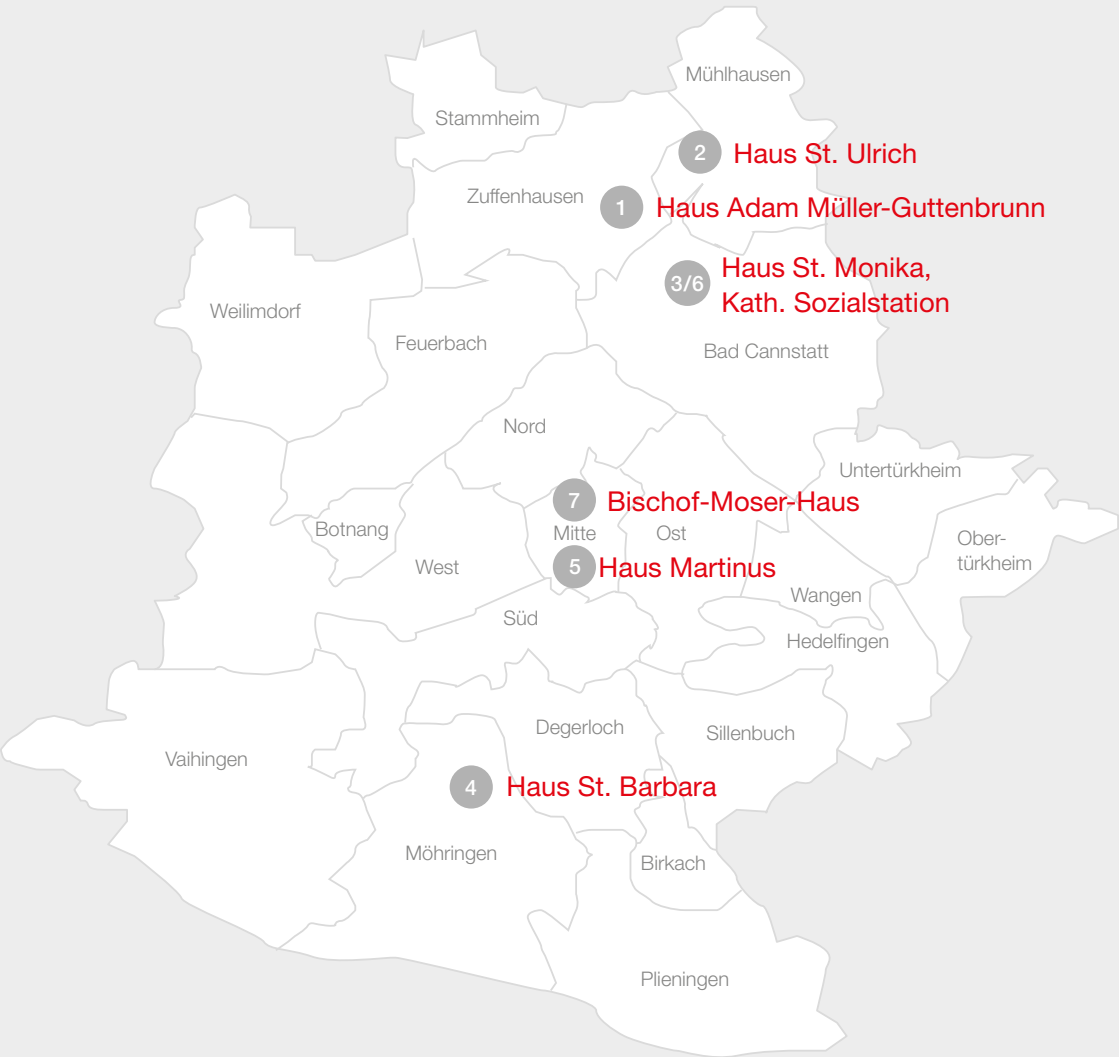 Mühlhausen
Stammheim
2 Haus St. Ulrich
Zuffenhausen
1 Haus Adam Müller-Guttenbrunn
3/6 Haus St. Monika,
Kath. Sozialstation
Weilimdorf
Feuerbach
Bad Cannstatt
Nord
Untertürkheim
7 Bischof-Moser-Haus
Botnang
Mitte
Ost
Ober-
türkheim
West
5 Haus Martinus
Wangen
Süd
Hedelfingen
Degerloch
Sillenbuch
Vaihingen
4 Haus St. Barbara
Möhringen
Birkach
Plieningen